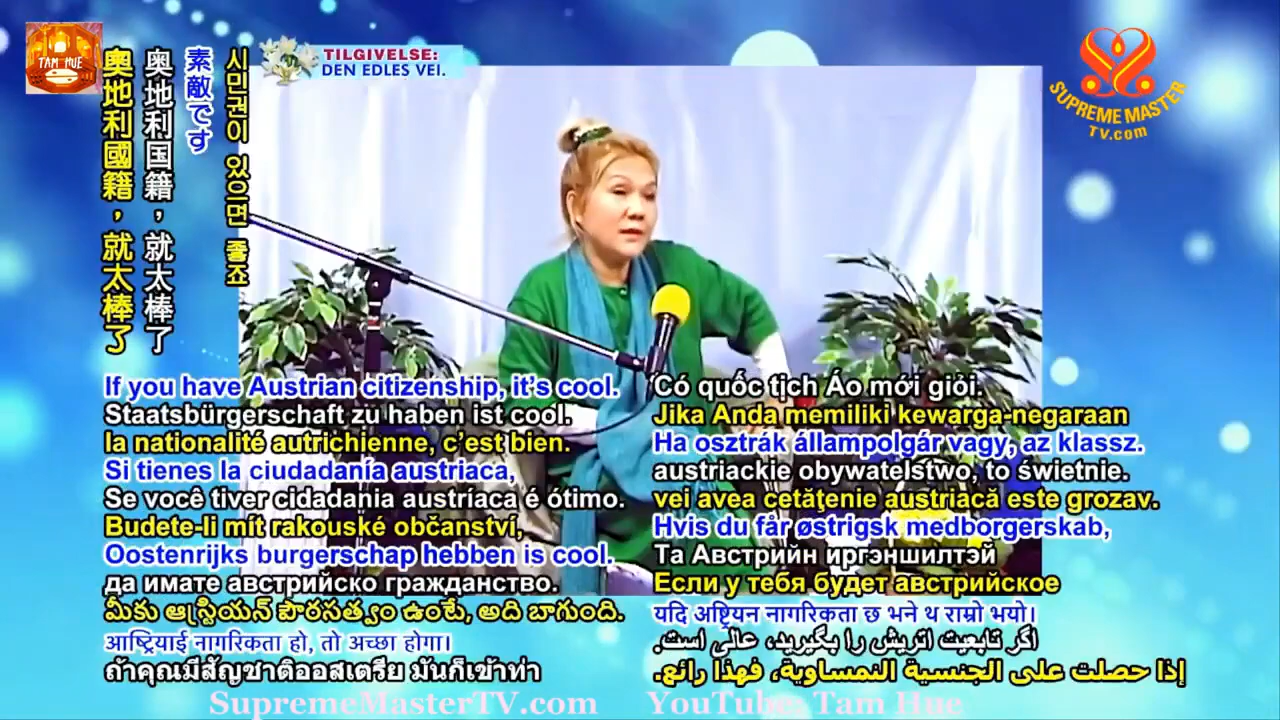 TAM HUE
TILGIVELSE:
DEN EDLES VEI.
SUPREME MASTER
TV.com
시민권이 있으면 좋죠
素敵です
奥地利国籍，就太棒了
奧地利國籍，就太棒了
If you have Austrian citizenship, it's cool.
Staatsbürgerschaft zu haben ist cool.
la nationalité autrichienne, c'est bien.
Si tienes la ciudadanía austriaca,
Se você tiver cidadania austríaca é ótimo.
Budete-li mít rakouské občanství,
Oostenrijks burgerschap hebben is cool.
да имате австрийско гражданство.
మీకు ఆస్ట్రియన్ పౌరసత్వం ఉంటే, అది బాగుంది.
आष्ट्रियाई नागरिकता हो, तो अच्छा होगा।
ถ้าคุณมีสัญชาติออสเตรีย มันก็เข้าท่า
Có quốc tịch Áo mới giỏi.
Jika Anda memiliki kewarga-negaraan
Ha osztrák állampolgár vagy, az klassz.
austriackie obywatelstwo, to świetnie.
vei avea cetăţenie austriacă este grozav.
Hvis du får østrigsk medborgerskab,
Та Австрийн иргэншилтэй
Если у тебя будет австрийское
यदि अष्ट्रियन नागरिकता छ भने थ राम्रो भयो।
اگر تابعیت اتریش را بگیرید، عالی است.
إذا حصلت على الجنسية النمساوية، فهذا رائع.
SupremeMasterTV.com
YouTube: Tam Hue